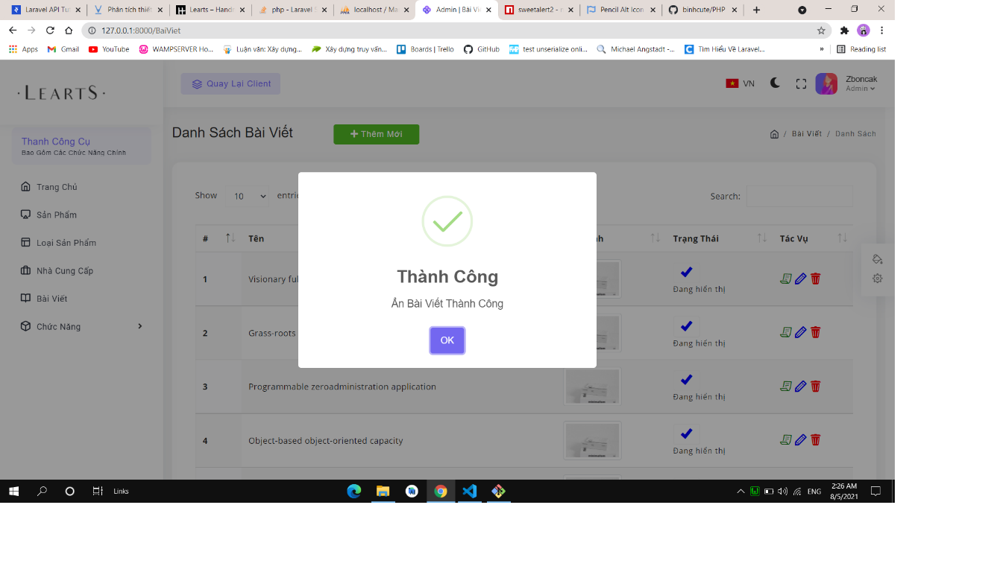 Laravel API Tu
Phân tích thiết
Learts – Handr
php - Laravel
localhost / Ma
Admin | Bài Vi
sweetalert2 - n
Pencil Alt Icon
binhcute/PHP
127.0.0.1:8000/BaiViet
Apps
Gmail
YouTube
WAMPSERVER Ho...
Luận văn: Xây dựng...
Xây dựng truy vấn...
Boards | Trello
GitHub
test unserialize onli...
Michael Angstadt -...
Tìm Hiểu Về Laravel...
»
Reading list
· LEARTS ·
Quay Lại Client
VN
Zboncak
Admin
Thanh Công Cụ
Bao Gồm Các Chức Năng Chính
Trang Chủ
Sản Phẩm
Loại Sản Phẩm
Nhà Cung Cấp
Bài Viết
Chức Năng
Danh Sách Bài Viết
Thêm Mới
/ Bài Viết / Danh Sách
Show 10 entri
Search:
# Tên
Trạng Thái
Tác Vụ
1 Visionary ful
Đang hiển thị
2 Grass-roots
Đang hiển thị
3 Programmable zeroadministration application
Đang hiển thị
4 Object-based object-oriented capacity
Đang hiển thị
Thành Công
Ẩn Bài Viết Thành Công
OK
Links
ENG
2:26 AM
8/5/2021